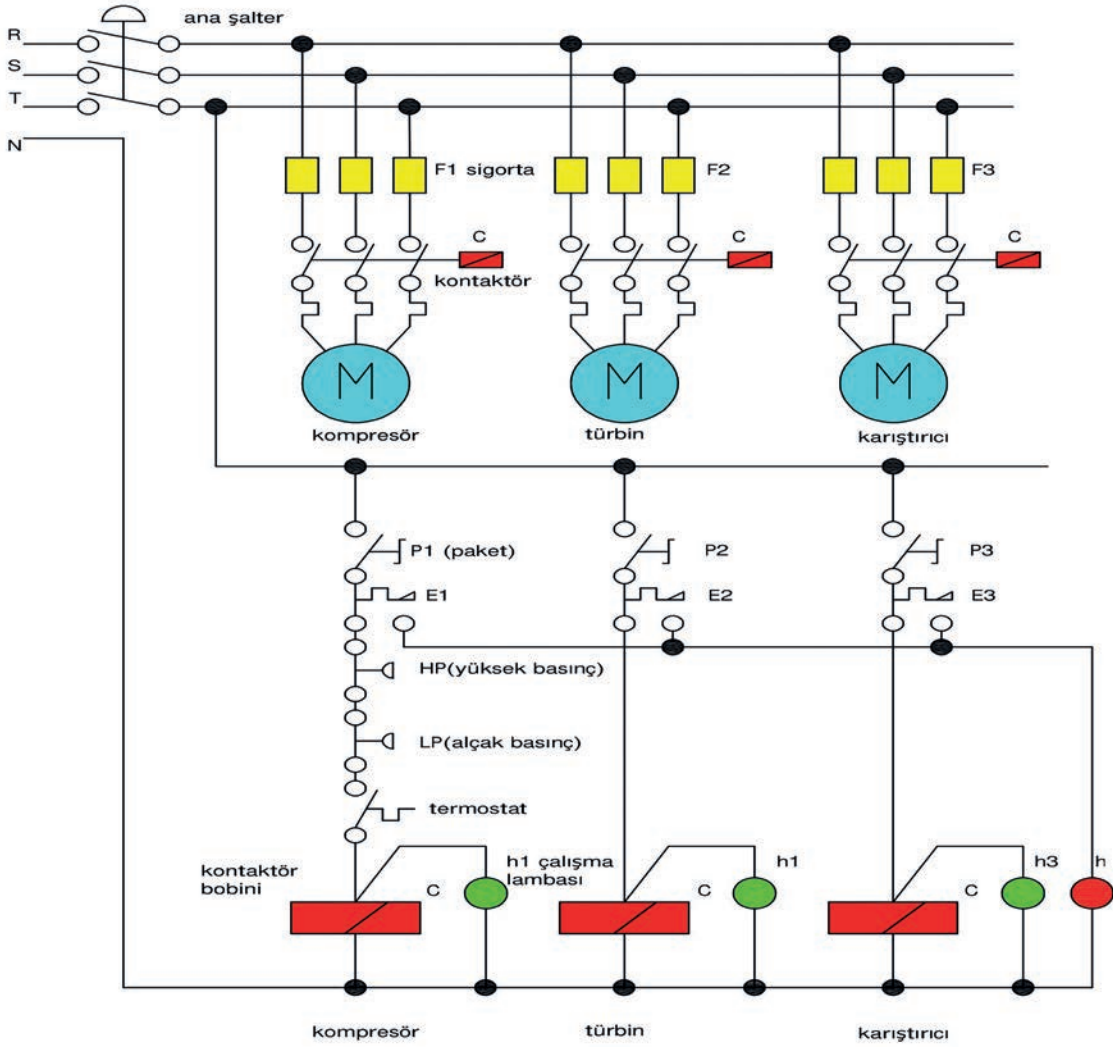 ana şalter
R
S
T
N
F1 sigorta
F2
F3
C
C
C
kontaktör
M
M
M
kompresör
türbin
karıştırıcı
P1 (paket)
P2
P3
E1
E2
E3
HP(yüksek basınç)
LP(alçak basınç)
termostat
kontaktör
bobini
C
h1 çalışma
lambası
C
h1
C
h3
h
kompresör
türbin
karıştırıcı